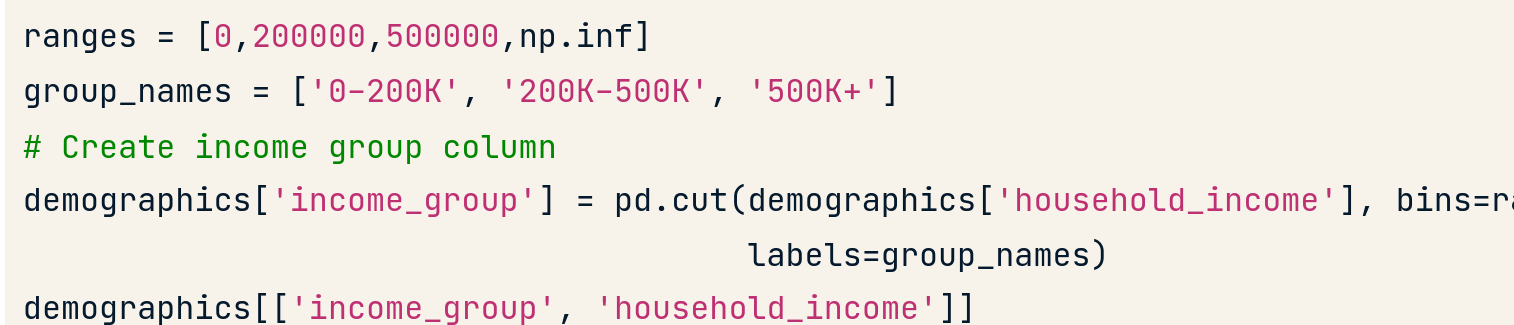 ranges = [0,200000,500000,np.inf]
group_names = ['0-200K', '200K-500K', '500K+']
# Create income group column
demographics['income_group'] = pd.cut(demographics['household_income'], bins=ra
labels=group_names)
demographics[['income_group', 'household_income']]